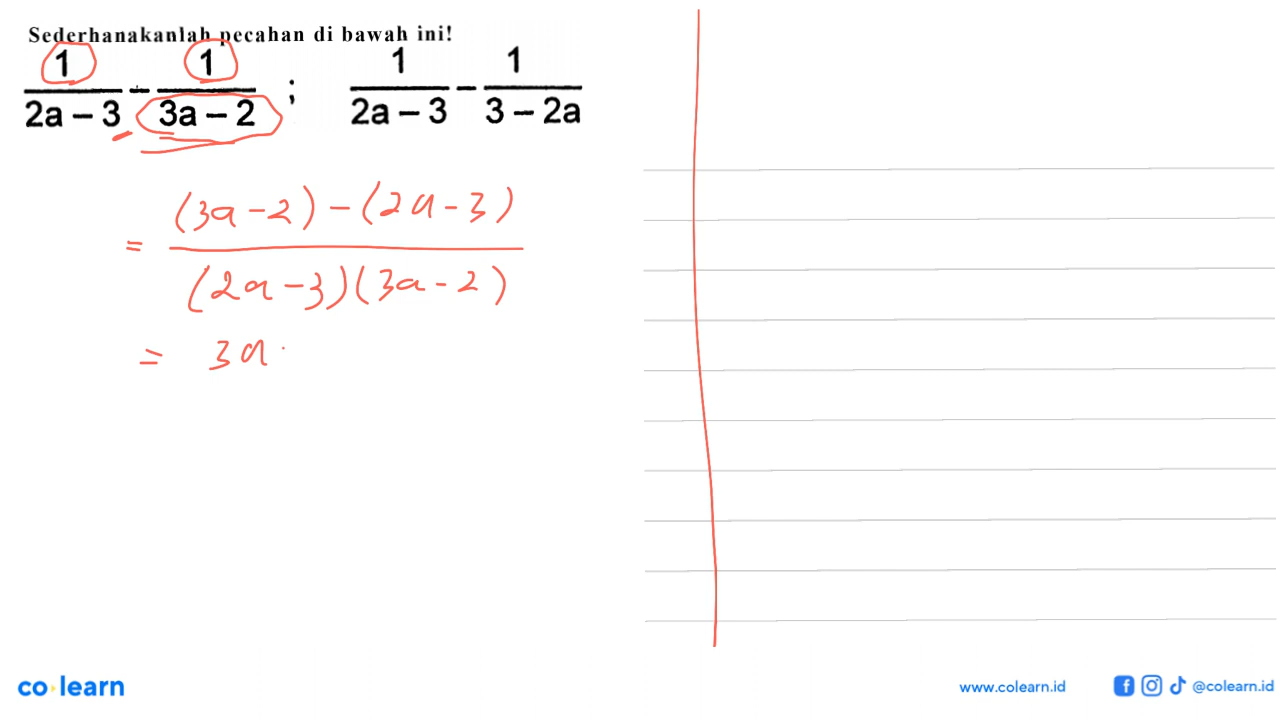 Sederhanakanlah pecahan di bawah ini!
1/(2a – 3) – 1/(3a – 2) ; 1/(2a – 3) – 1/(3 – 2a)
= ((3a - 2) - (2a - 3))/((2a - 3)(3a - 2))
= 3a
co learn
www.colearn.id @colearn.id